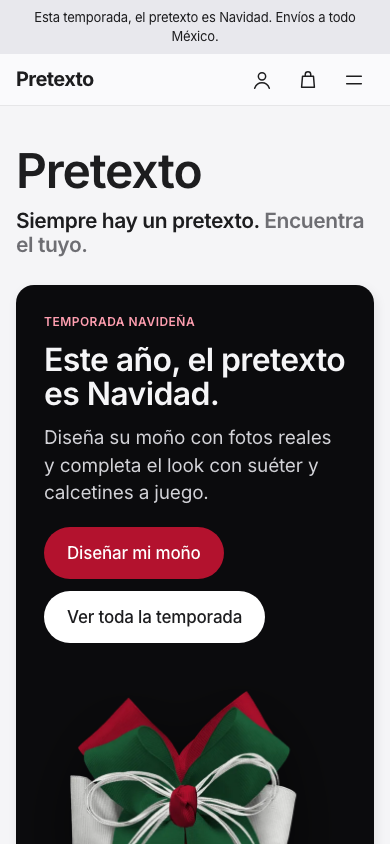 Esta temporada, el pretexto es Navidad. Envíos a todo
México.
Pretexto
Pretexto
Siempre hay un pretexto. Encuentra
el tuyo.
TEMPORADA NAVIDEÑA
Este año, el pretexto
es Navidad.
Diseña su moño con fotos reales
y completa el look con suéter y
calcetines a juego.
Diseñar mi moño
Ver toda la temporada